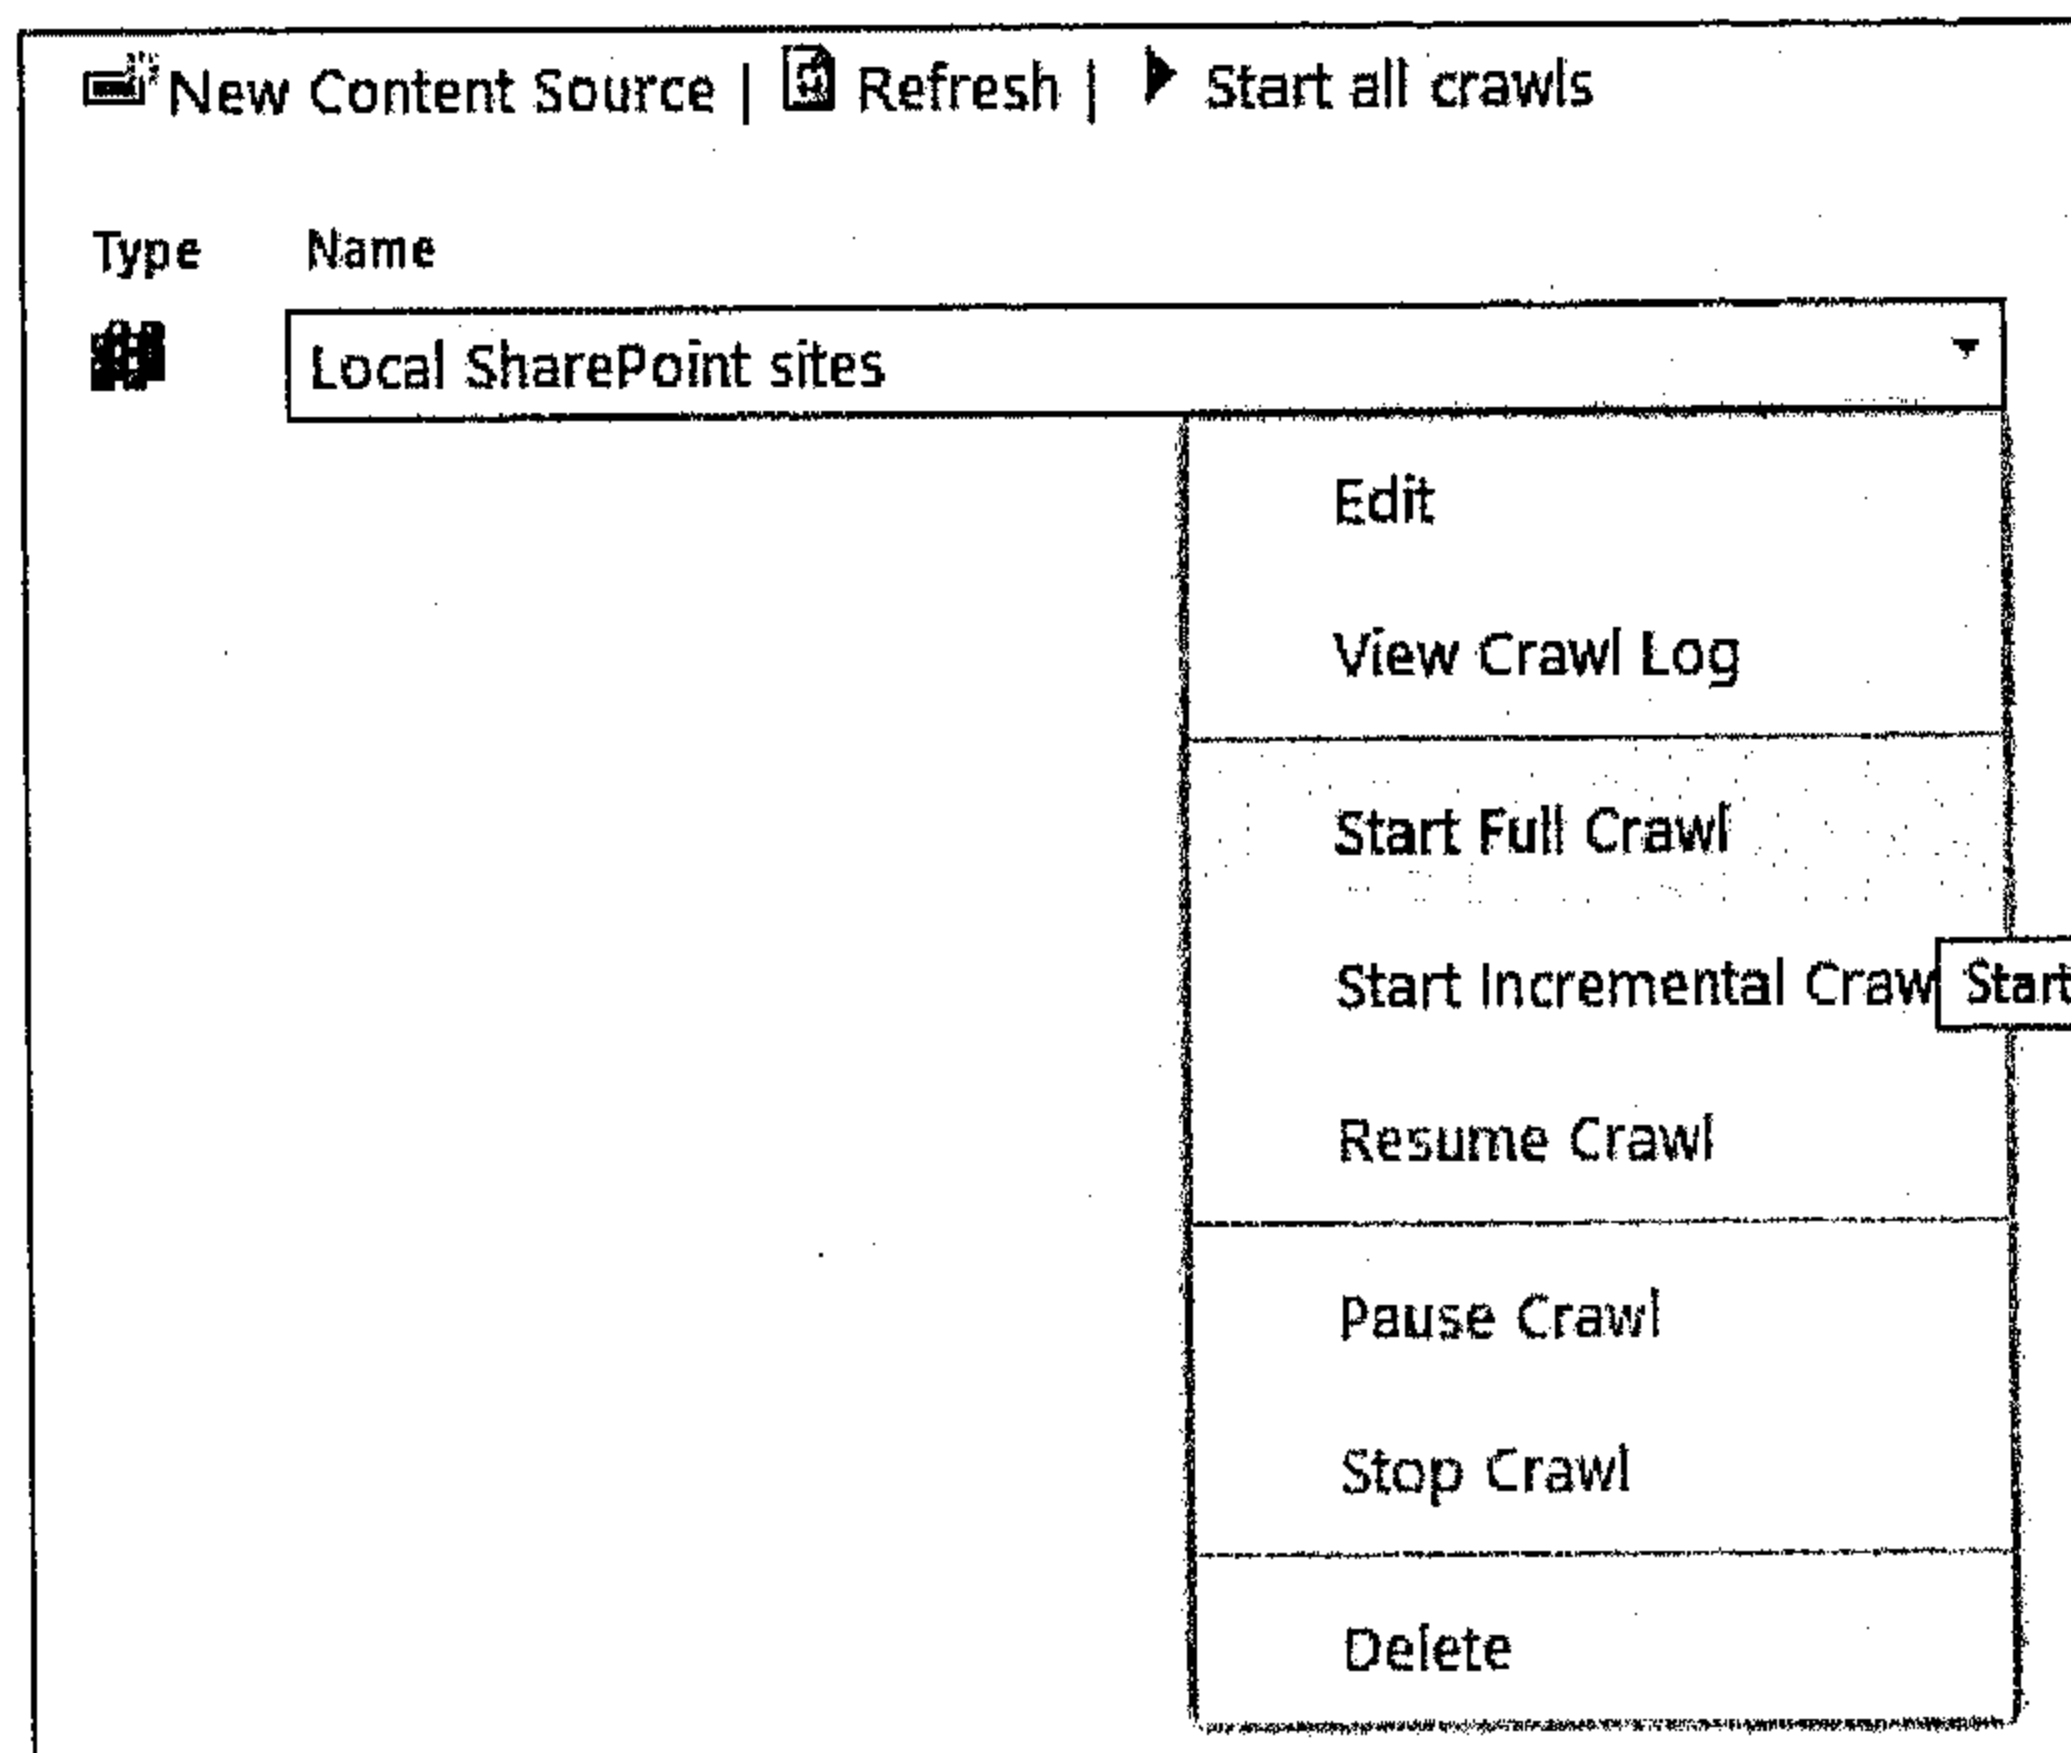 New Content Source | Refresh | Start all crawls
Type Name
Local SharePoint sites
Edit
View Crawl Log
Start Full Crawl
Start Incremental Craw Start
Resume Crawl
Pause Crawl
Stop Crawl
Delete